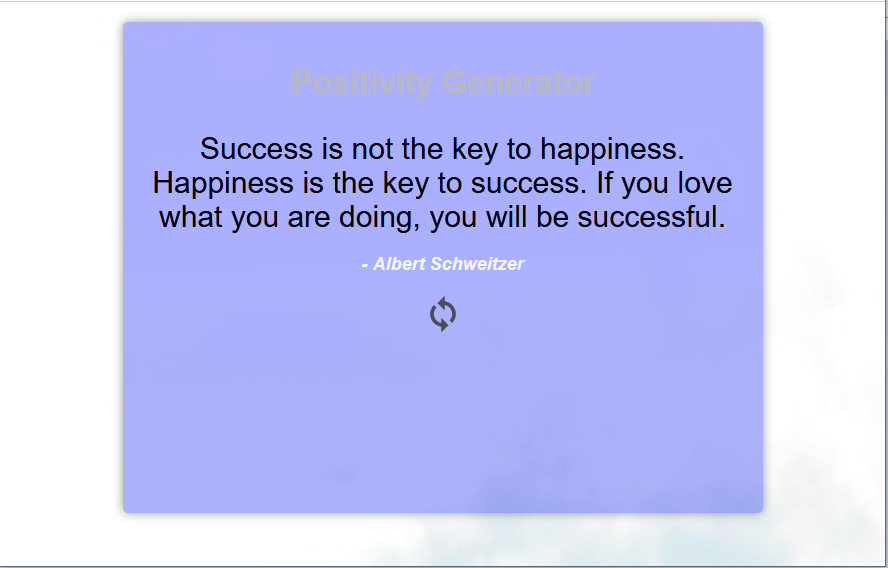 Positivity Generator
Success is not the key to happiness.
Happiness is the key to success. If you love
what you are doing, you will be successful.
- Albert Schweitzer